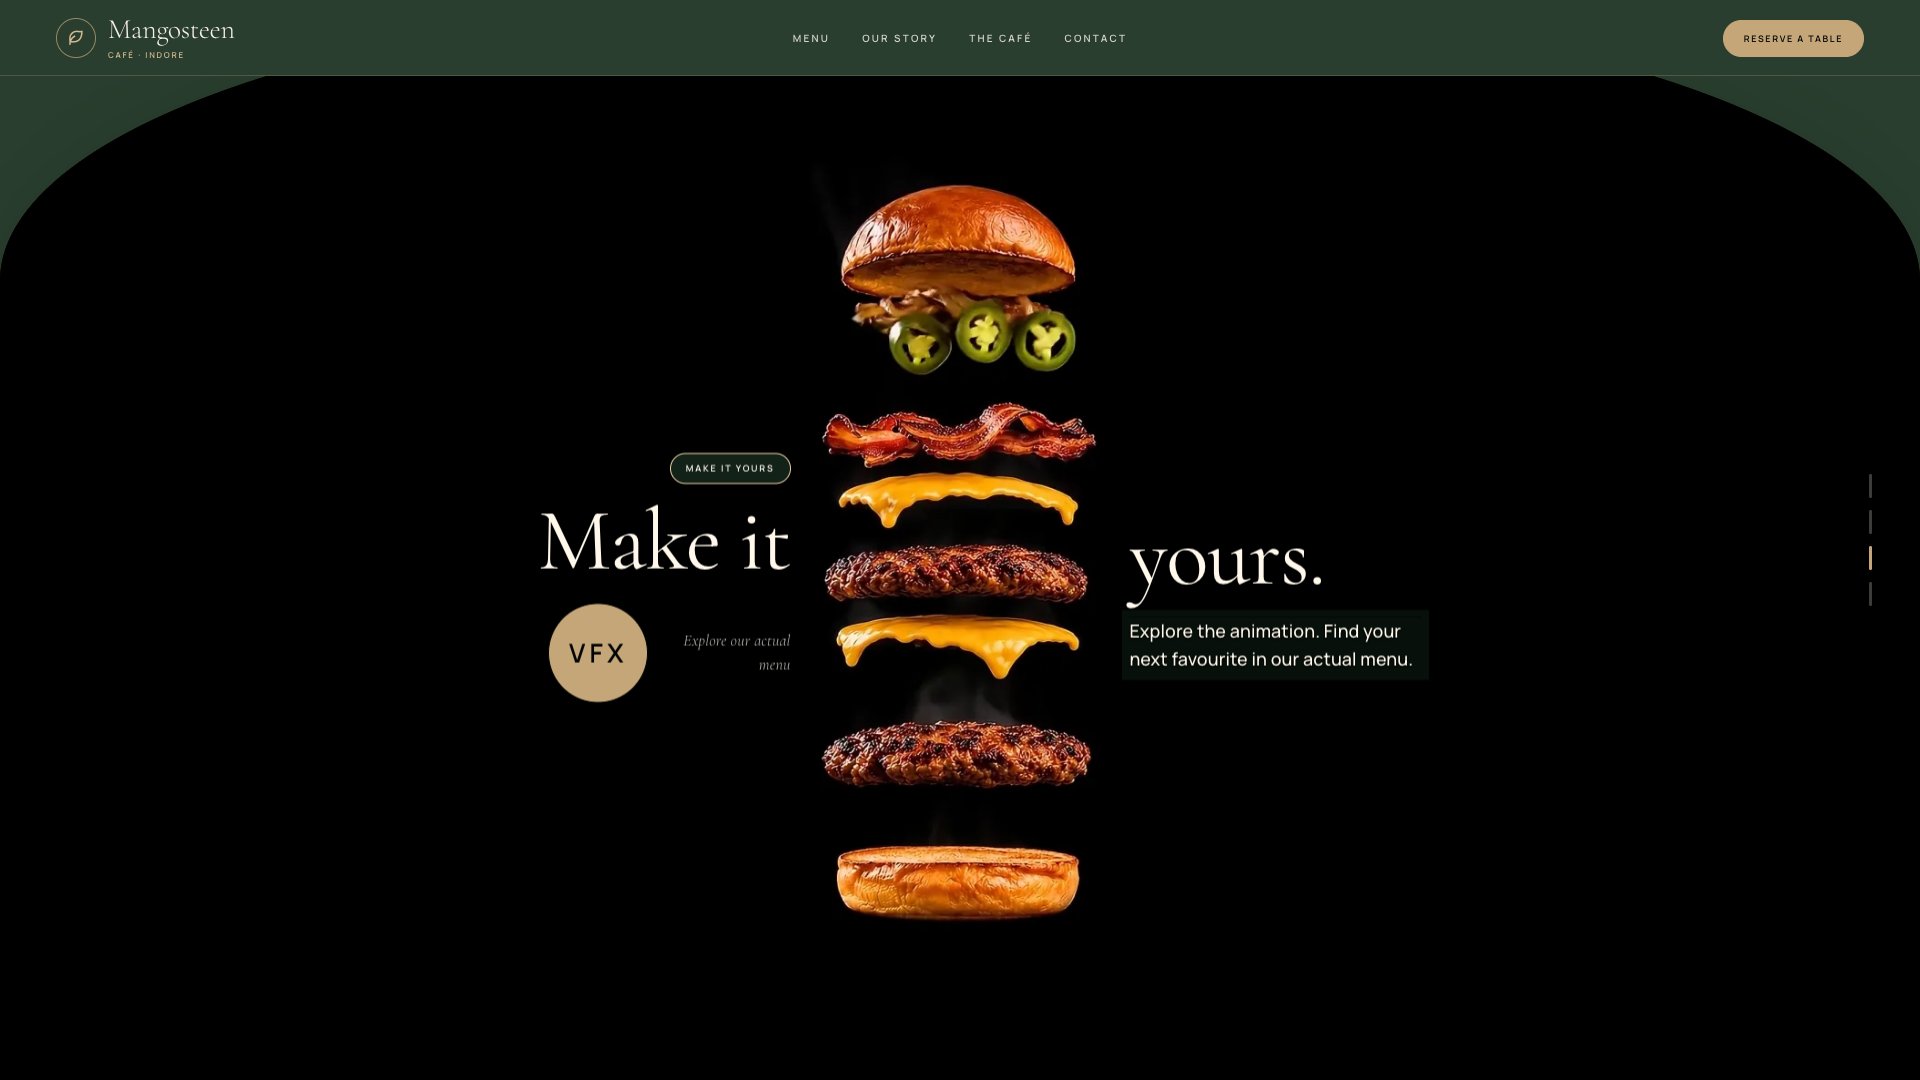 Mangosteen
CAFÉ · INDORE
MENU
OUR STORY
THE CAFÉ
CONTACT
RESERVE A TABLE
MAKE IT YOURS
Make it
yours.
VFX
Explore our actual
menu
Explore the animation. Find your
next favourite in our actual menu.